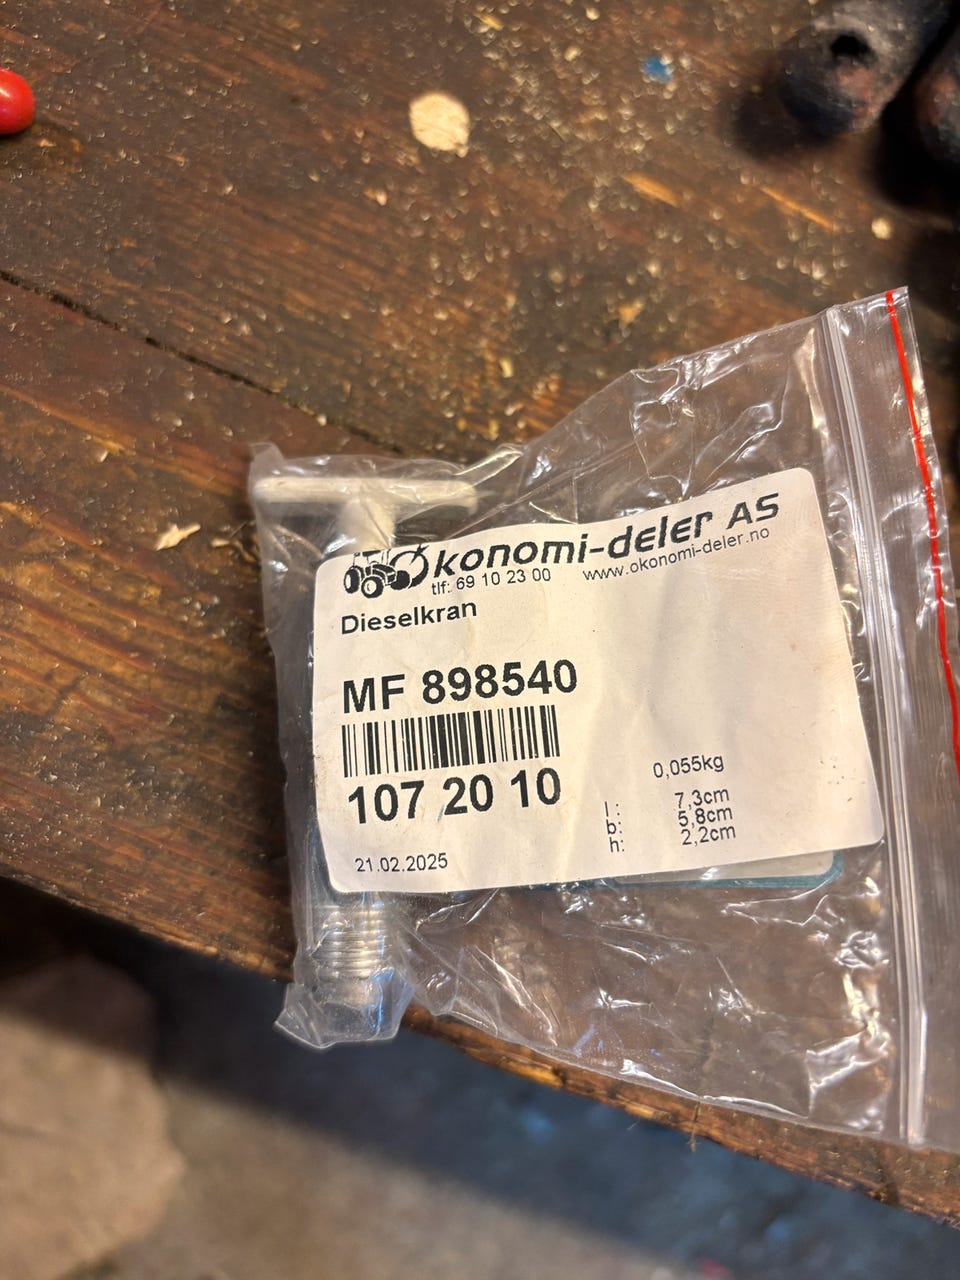 Økonomi-deler AS
tlf: 69 10 23 00 www.okonomi-deler.no
Dieselkran
MF 898540
107 20 10
0,055kg
l: 7,3cm
b: 5,8cm
h: 2,2cm
21.02.2025